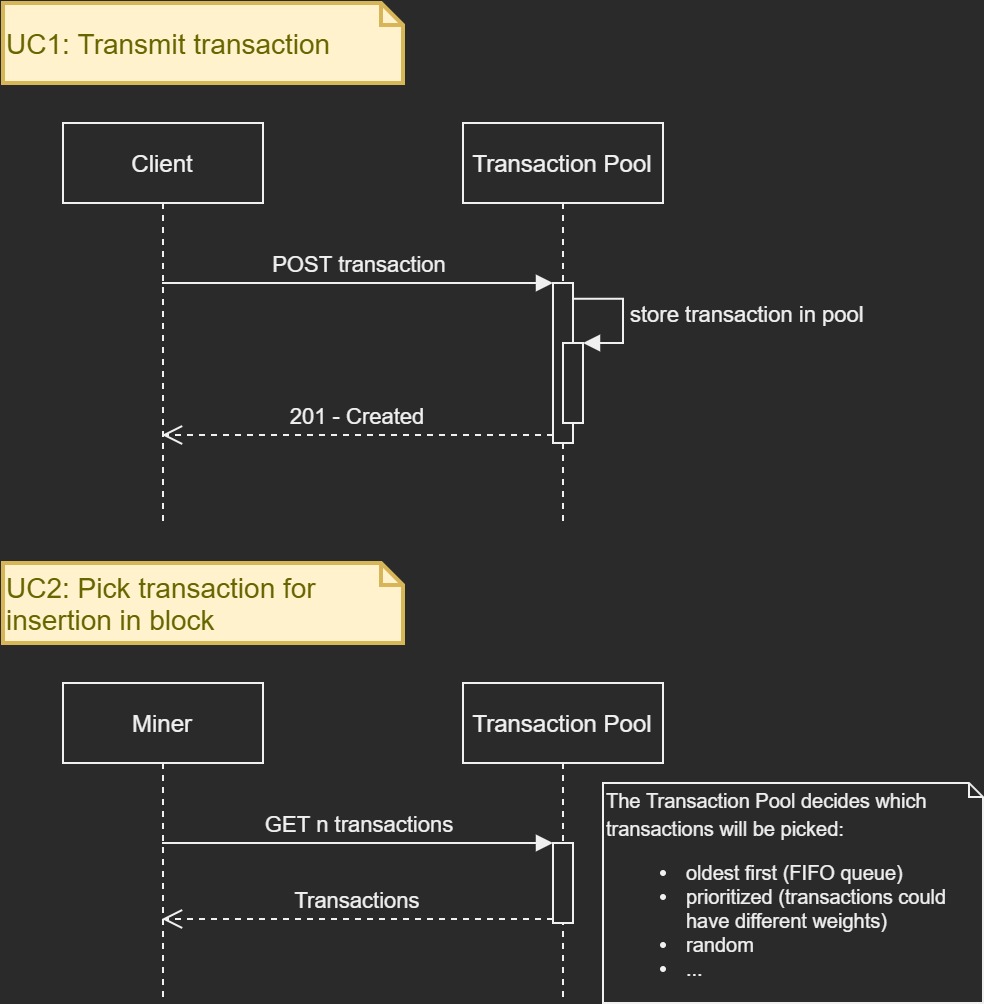 UC1: Transmit transaction
Client
Transaction Pool
POST transaction
store transaction in pool
201 - Created
UC2: Pick transaction for
insertion in block
Miner
Transaction Pool
The Transaction Pool decides which
transactions will be picked:
GET n transactions
• oldest first (FIFO queue)
• prioritized (transactions could
have different weights)
Transactions
• random
• ...